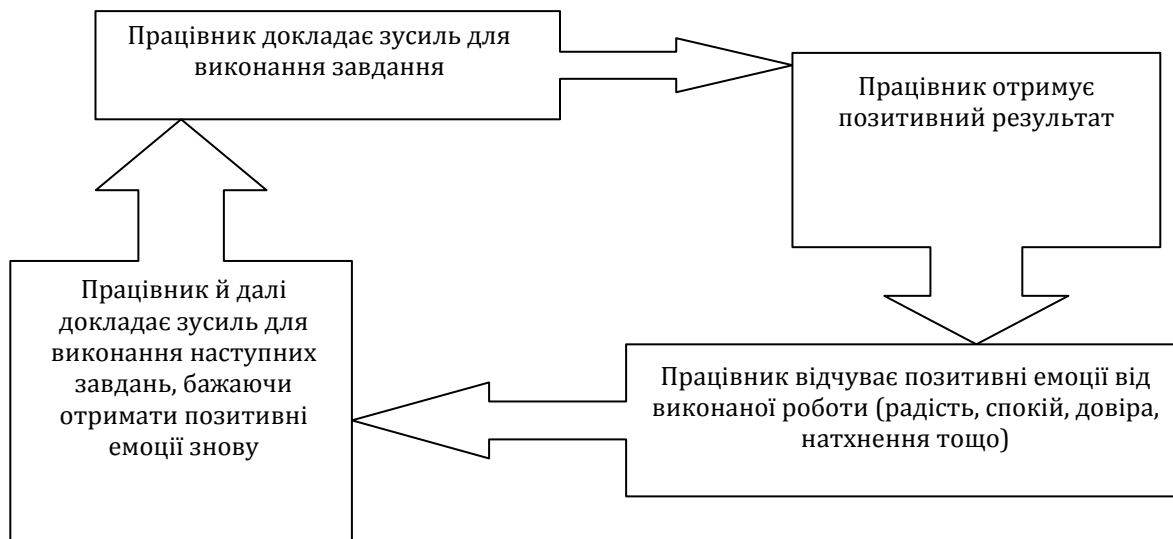 Працівник докладає зусиль для
виконання завдання
Працівник отримує
позитивний результат
Працівник відчуває позитивні емоції від
виконаної роботи (радість, спокій, довіра,
натхнення тощо)
Працівник й далі
докладає зусиль для
виконання наступних
завдань, бажаючи
отримати позитивні
емоції знову